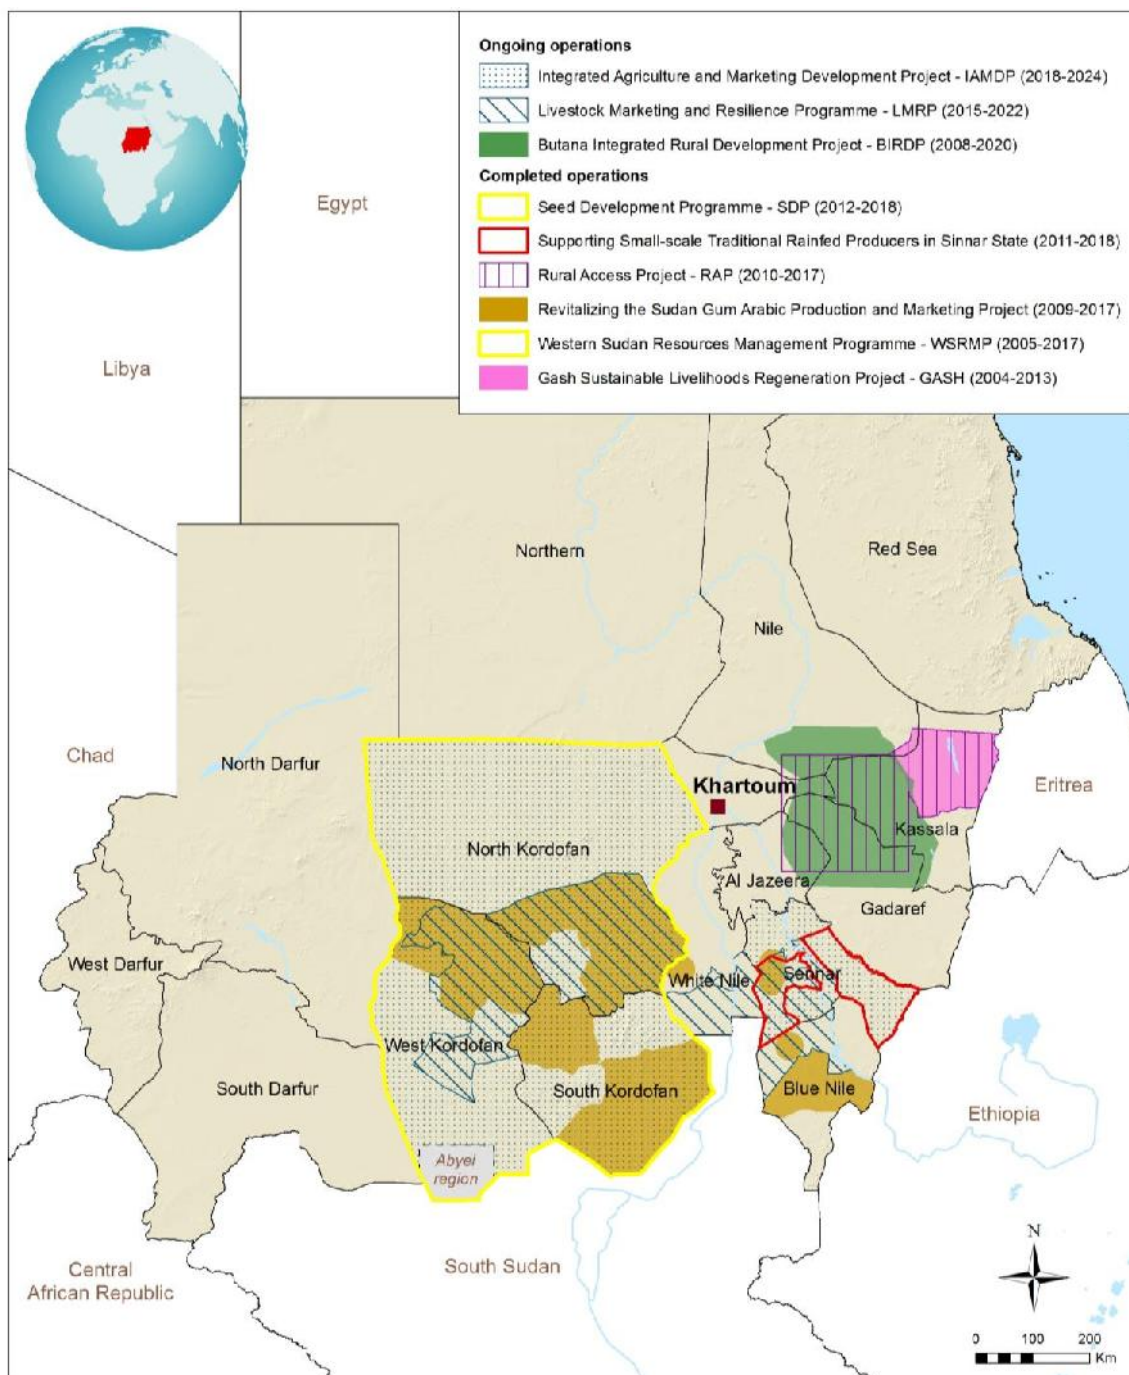 Ongoing operations
Integrated Agriculture and Marketing Development Project - IAMDP (2018-2024)
Livestock Marketing and Resilience Programme - LMRP (2015-2022)
Butana Integrated Rural Development Project - BIRDP (2008-2020)
Completed operations
Seed Development Programme - SDP (2012-2018)
Supporting Small-scale Traditional Rainfed Producers in Sinnar State (2011-2018)
Rural Access Project - RAP (2010-2017)
Revitalizing the Sudan Gum Arabic Production and Marketing Project (2009-2017)
Western Sudan Resources Management Programme - WSRMP (2005-2017)
Gash Sustainable Livelihoods Regeneration Project - GASH (2004-2013)
Egypt
Libya
Northern
Red Sea
Nile
Chad
North Darfur
Khartoum
Eritrea
Kassala
North Kordofan
Al Jazeera
Gadaref
West Darfur
White Nile
Sennar
West Kordofan
South Darfur
South Kordofan
Blue Nile
Ethiopia
Abyei
region
South Sudan
Central
African Republic
N
0 100 200
Km